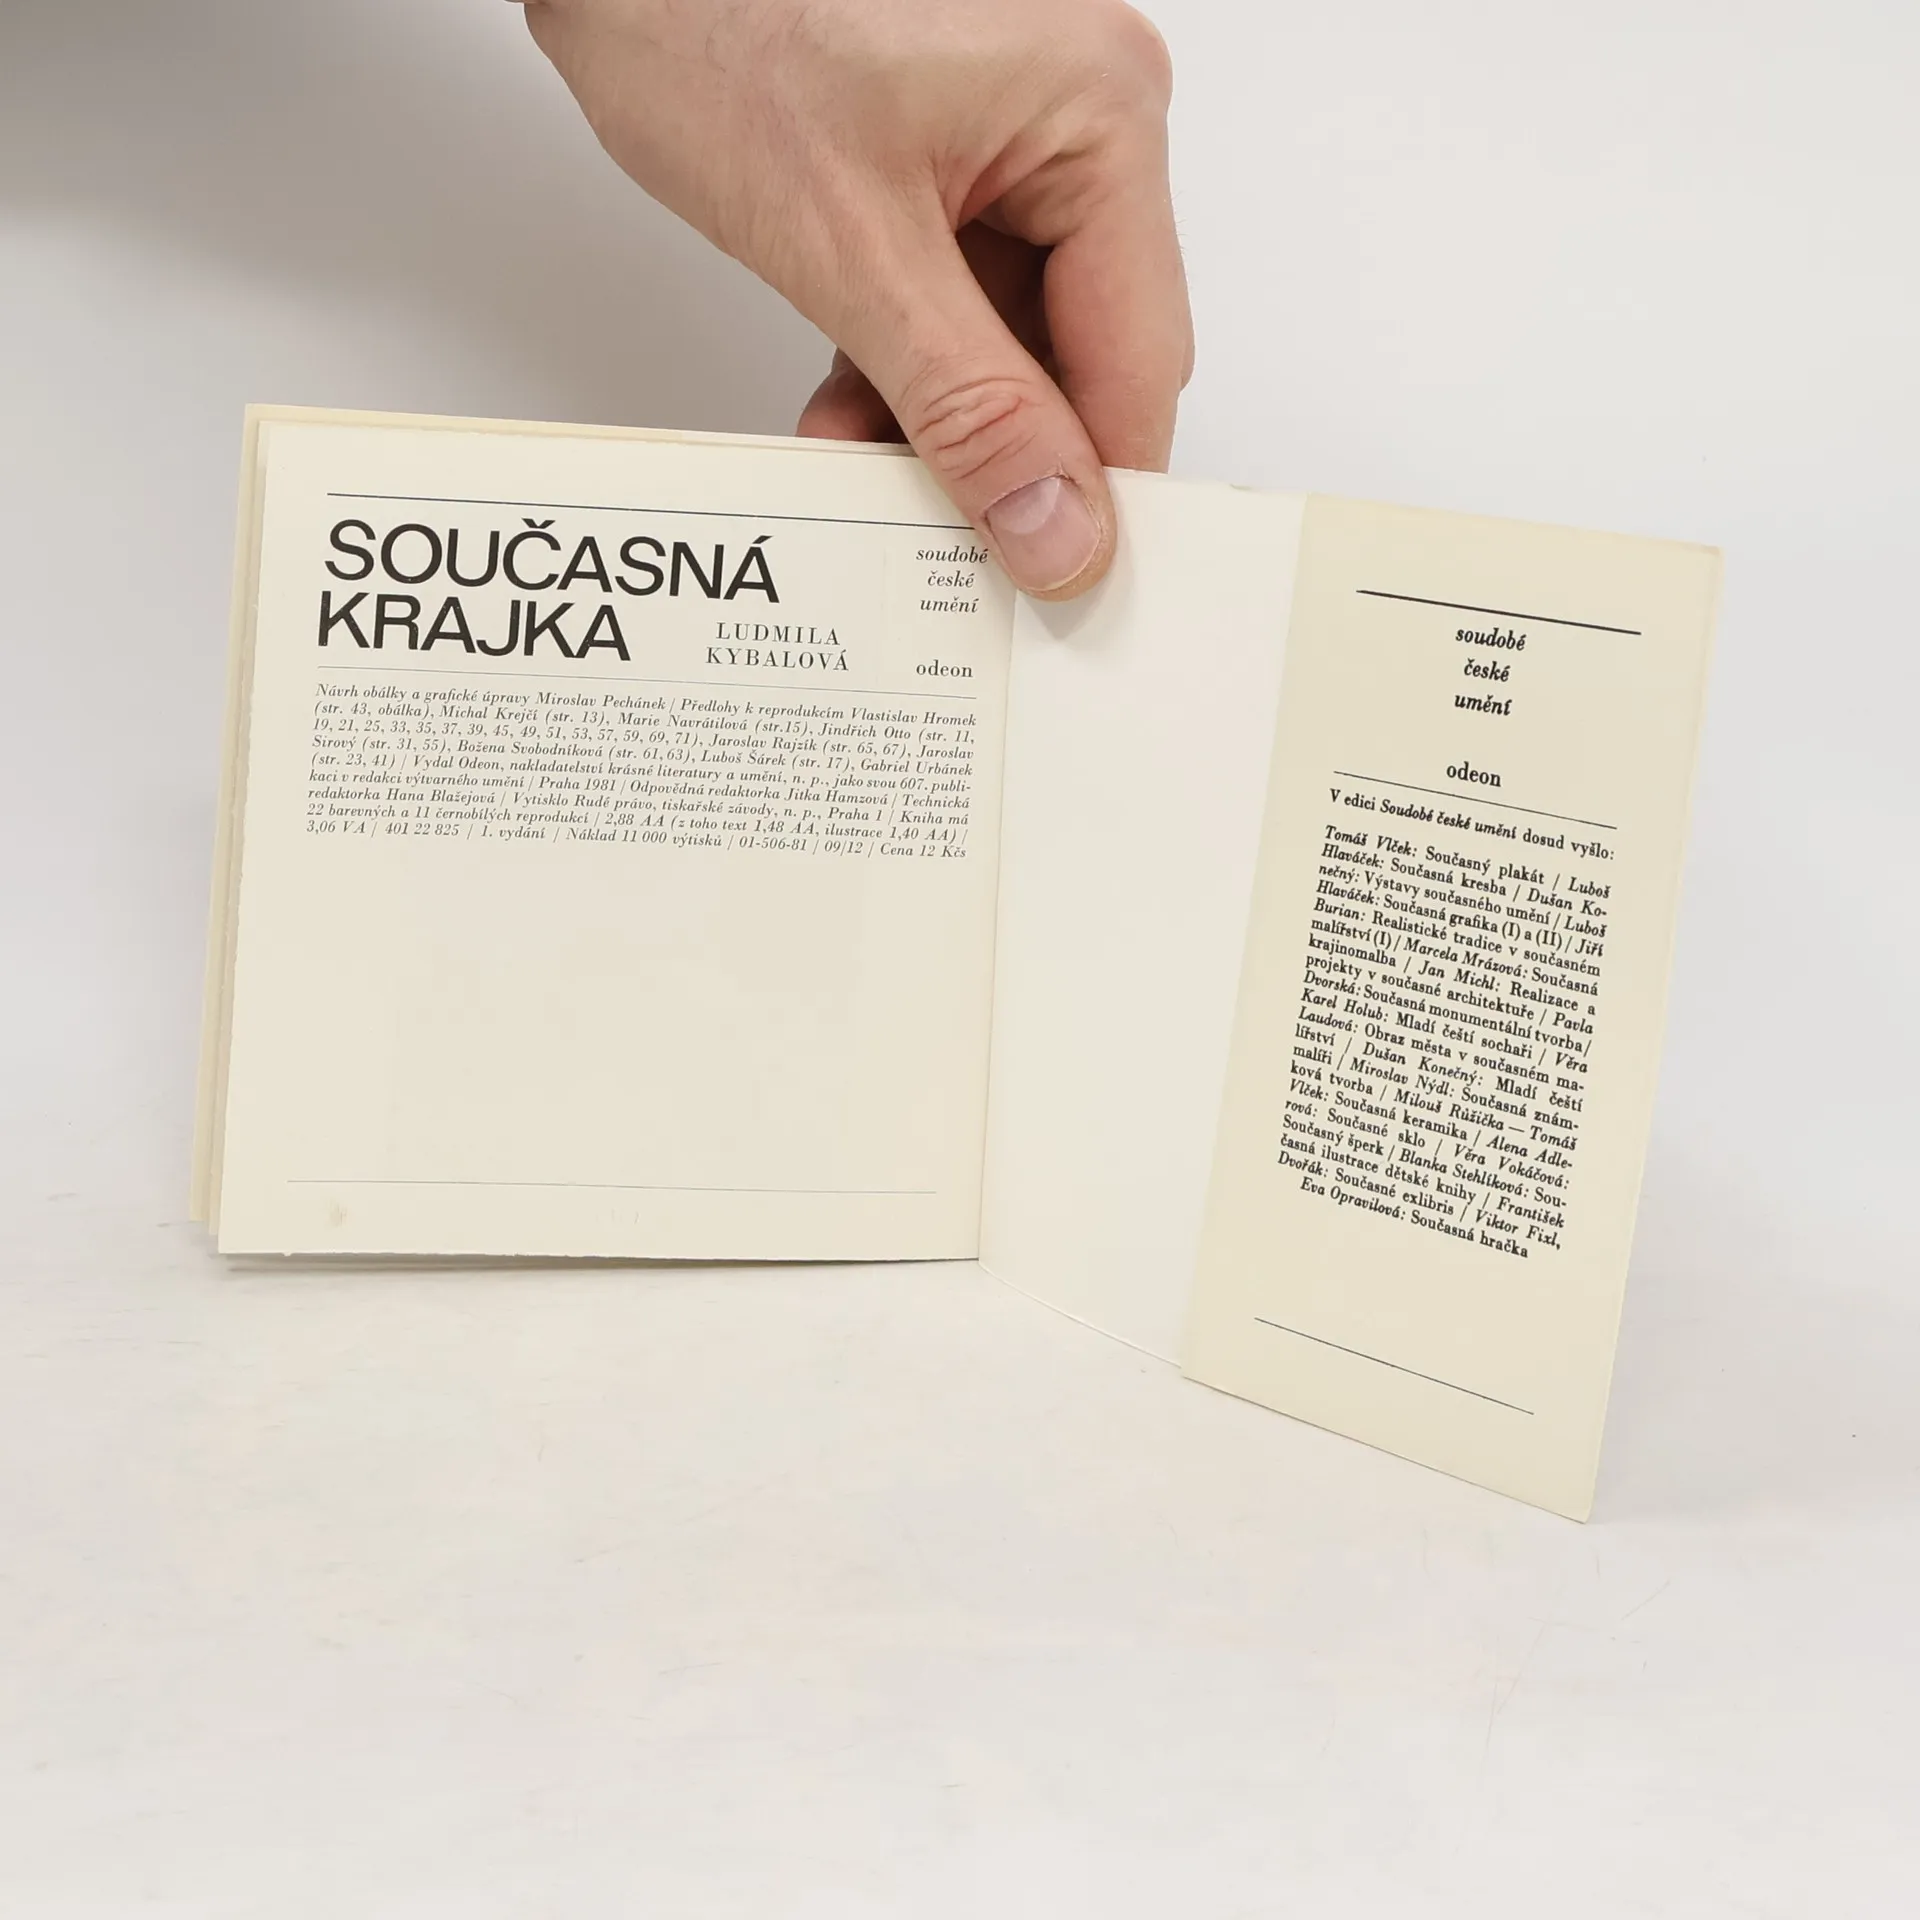 SOUČASNÁ
KRAJKA
LUDMILA
KYBALOVÁ
soudobé
české
umění
odeon
Návrh obálky a grafické úpravy Miroslav Pechánek / Předlohy k reprodukcím Vlastislav Hromek
(str. 43, obálka), Michal Krejčí (str. 13), Marie Navrátilová (str.15), Jindřich Otto (str. 11,
19, 21, 25, 33, 35, 37, 39, 45, 49, 51, 53, 57, 59, 69, 71), Jaroslav Rajzík (str. 65, 67), Jaroslav
Sirový (str. 31, 55), Božena Svobodníková (str. 61, 63), Luboš Šárek (str. 17), Gabriel Urbánek
(str. 23, 41) / Vydal Odeon, nakladatelství krásné literatury a umění, n. p., jako svou 607. publi-
kaci v redakci výtvarného umění / Praha 1981 / Odpovědná redaktorka Jitka Hamzová / Technická
redaktorka Hana Blažejová / Vytisklo Rudé právo, tiskařské závody, n. p., Praha 1 / Kniha má
22 barevných a 11 černobílých reprodukcí / 2,88 AA (z toho text 1,48 AA, ilustrace 1,40 AA) /
3,06 VA / 401 22 825 / 1. vydání / Náklad 11 000 výtisků / 01-506-81 / 09/12 / Cena 12 Kčs
soudobé
české
umění
odeon
V edici Soudobé české umění dosud vyšlo:
Tomáš Vlček: Současný plakát / Luboš
Hlaváček: Současná kresba / Dušan Ko-
nečný: Výstavy současného umění / Luboš
Hlaváček: Současná grafika (I) a (II) / Jiří
Burian: Realistické tradice v současném
malířství (I) / Marcela Mrázová: Současná
krajinomalba / Jan Michl: Realizace a
projekty v současné architektuře / Pavla
Dvorská: Současná monumentální tvorba /
Karel Holub: Mladí čeští sochaři / Věra
Laudová: Obraz města v současném ma-
lířství / Dušan Konečný: Mladí čeští
malíři / Miroslav Nýdl: Současná znám-
ková tvorba / Milouš Růžička — Tomáš
Vlček: Současná keramika / Alena Adle-
rová: Současné sklo / Věra Vokáčová:
Současný šperk / Blanka Stehlíková: Sou-
časná ilustrace dětské knihy / František
Dvořák: Současné exlibris / Viktor Fixl,
Eva Opravilová: Současná hračka